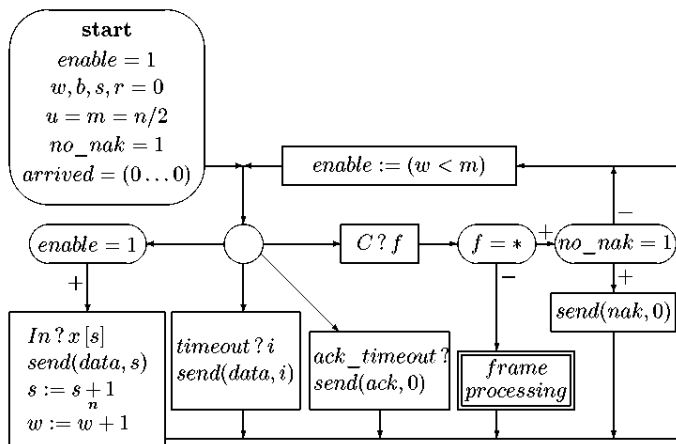 start
enable = 1
w, b, s, r = 0
u = m = n/2
no_nak = 1
arrived = (0 ... 0)
enable := (w < m)
enable = 1
C ? f
f = *
no_nak = 1
+
−
+
−
+
In ? x [s]
send(data, s)
s := s + 1
n
w := w + 1
timeout ? i
send(data, i)
ack_timeout ?
send(ack, 0)
frame
processing
send(nak, 0)